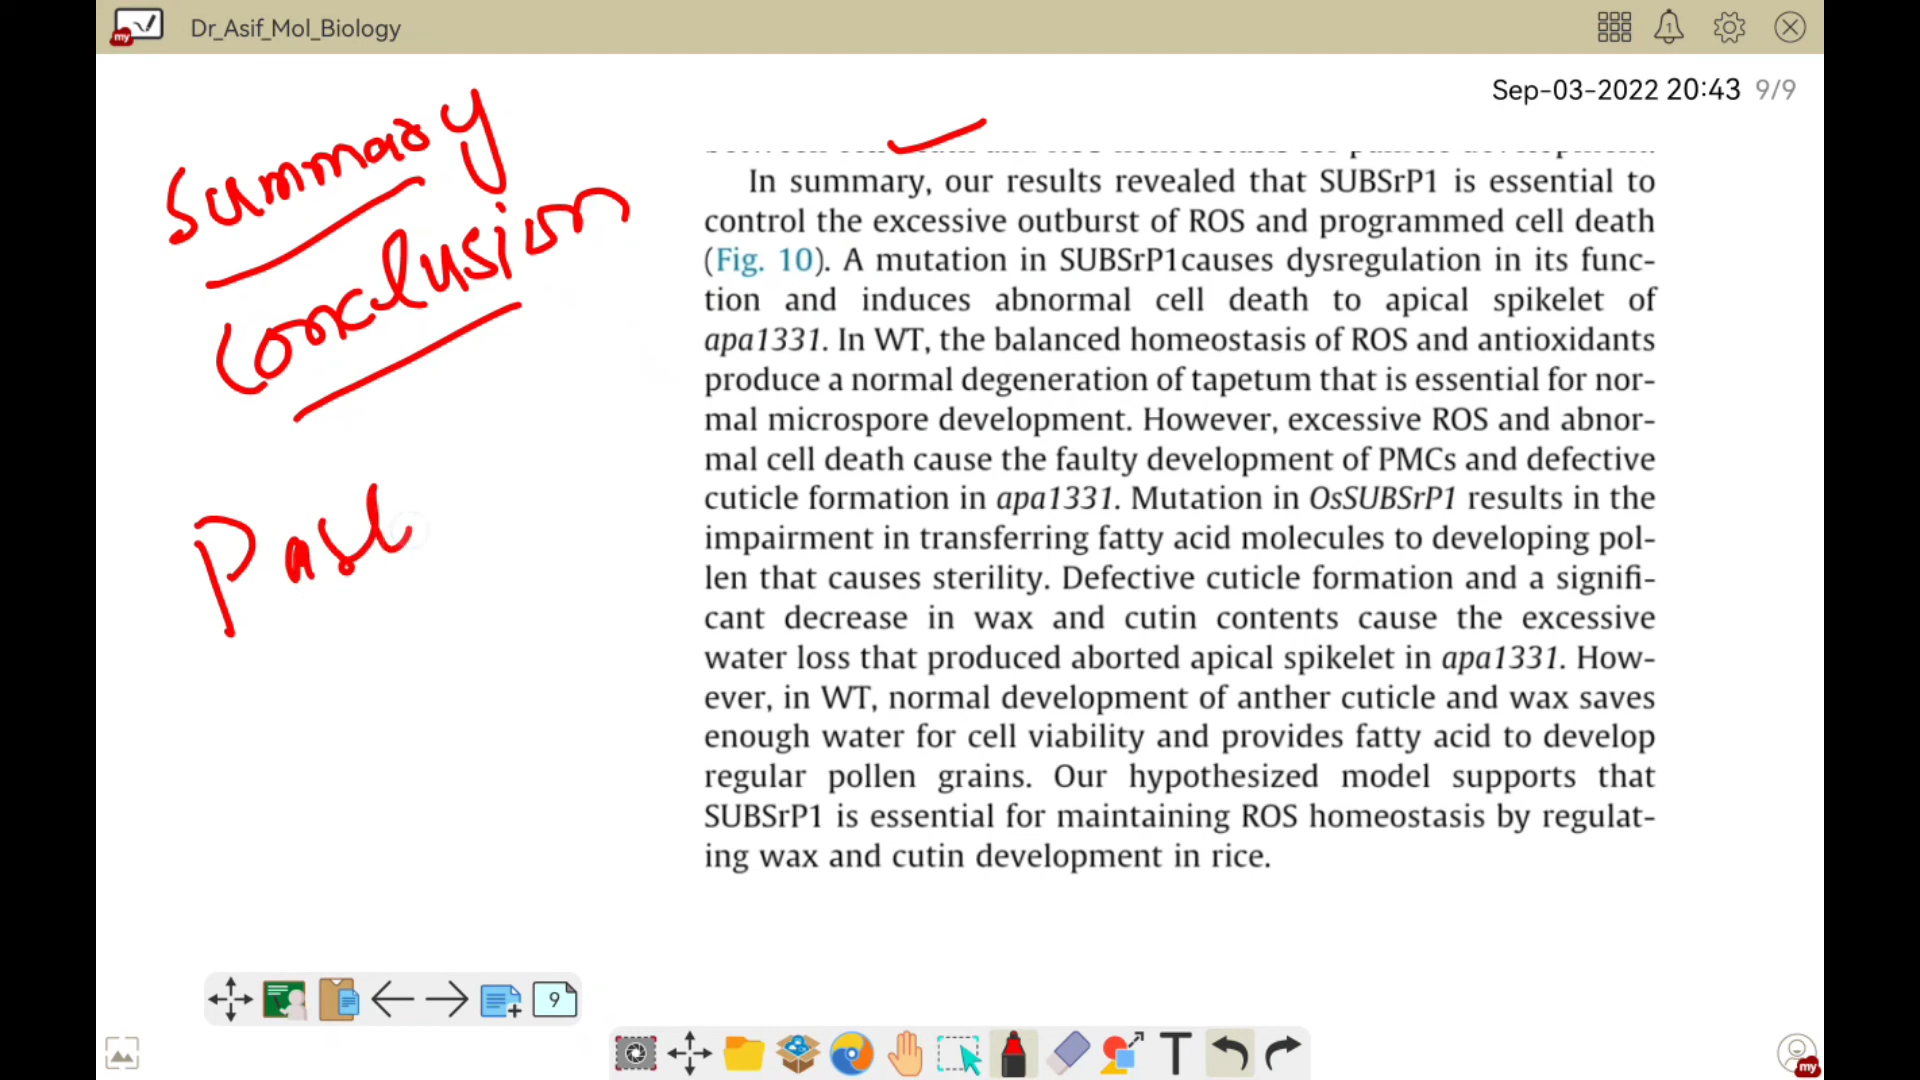 Dr_Asif_Mol_Biology
Sep-03-2022 20:43 9/9
Summary
Conclusion
Past
In summary, our results revealed that SUBSrP1 is essential to
control the excessive outburst of ROS and programmed cell death
(Fig. 10). A mutation in SUBSrP1causes dysregulation in its func-
tion and induces abnormal cell death to apical spikelet of
apa1331. In WT, the balanced homeostasis of ROS and antioxidants
produce a normal degeneration of tapetum that is essential for nor-
mal microspore development. However, excessive ROS and abnor-
mal cell death cause the faulty development of PMCs and defective
cuticle formation in apa1331. Mutation in OsSUBSrP1 results in the
impairment in transferring fatty acid molecules to developing pol-
len that causes sterility. Defective cuticle formation and a signifi-
cant decrease in wax and cutin contents cause the excessive
water loss that produced aborted apical spikelet in apa1331. How-
ever, in WT, normal development of anther cuticle and wax saves
enough water for cell viability and provides fatty acid to develop
regular pollen grains. Our hypothesized model supports that
SUBSrP1 is essential for maintaining ROS homeostasis by regulat-
ing wax and cutin development in rice.
9
my
my